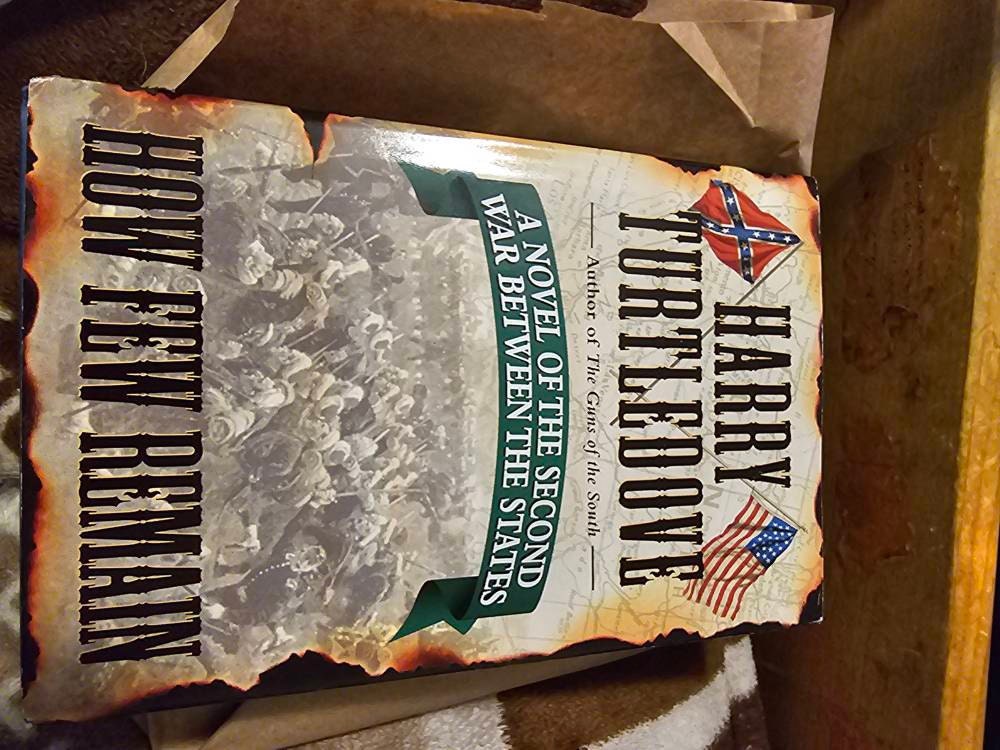 HARRY
TURTLEDOVE
Author of The Guns of the South
A NOVEL OF THE SECOND
WAR BETWEEN THE STATES
HOW FEW REMAIN